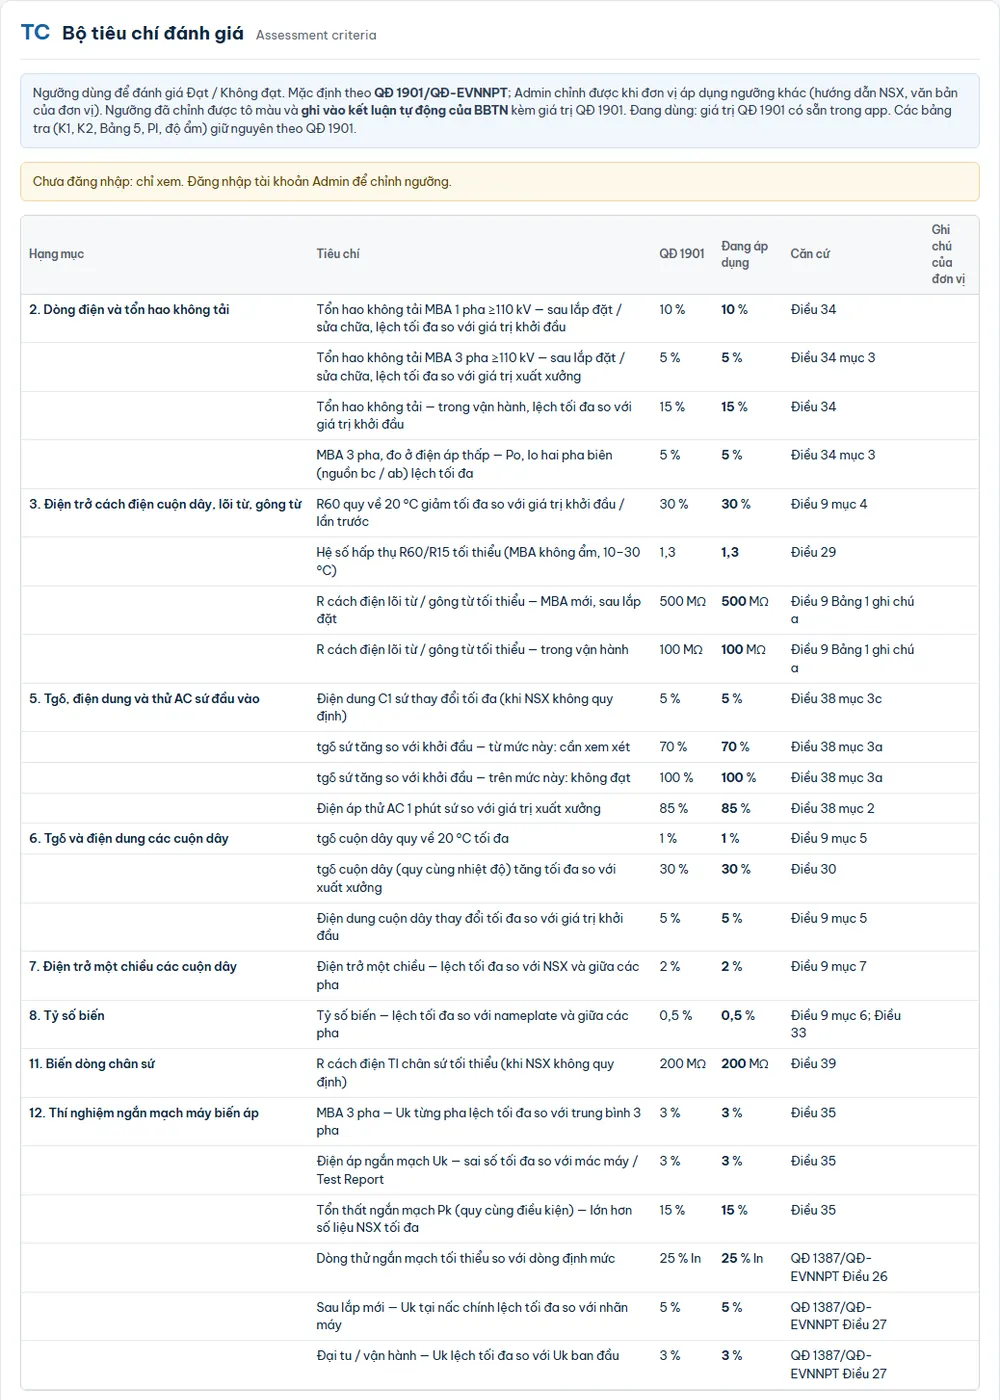 TC Bộ tiêu chí đánh giá Assessment criteria
Ngưỡng dùng để đánh giá Đạt / Không đạt. Mặc định theo QĐ 1901/QĐ-EVNNPT; Admin chỉnh được khi đơn vị áp dụng ngưỡng khác (hướng dẫn NSX, văn bản
của đơn vị). Ngưỡng đã chỉnh được tô màu và ghi vào kết luận tự động của BBTN kèm giá trị QĐ 1901. Đang dùng: giá trị QĐ 1901 có sẵn trong app. Các bảng
tra (K1, K2, Bảng 5, PI, độ ẩm) giữ nguyên theo QĐ 1901.
Chưa đăng nhập: chỉ xem. Đăng nhập tài khoản Admin để chỉnh ngưỡng.
Hạng mục Tiêu chí QĐ 1901 Đang áp
dụng Căn cứ Ghi
chú
của
đơn vị
2. Dòng điện và tổn hao không tải Tổn hao không tải MBA 1 pha ≥110 kV — sau lắp đặt / 10 % 10 % Điều 34
sửa chữa, lệch tối đa so với giá trị khởi đầu
Tổn hao không tải MBA 3 pha ≥110 kV — sau lắp đặt / 5 % 5 % Điều 34 mục 3
sửa chữa, lệch tối đa so với giá trị xuất xưởng
Tổn hao không tải — trong vận hành, lệch tối đa so với 15 % 15 % Điều 34
giá trị khởi đầu
MBA 3 pha, đo ở điện áp thấp — Po, Io hai pha biên 5 % 5 % Điều 34 mục 3
(nguồn bc / ab) lệch tối đa
3. Điện trở cách điện cuộn dây, lõi từ, gông từ R60 quy về 20 °C giảm tối đa so với giá trị khởi đầu / 30 % 30 % Điều 9 mục 4
lần trước
Hệ số hấp thụ R60/R15 tối thiểu (MBA không ẩm, 10–30 1,3 1,3 Điều 29
°C)
R cách điện lõi từ / gông từ tối thiểu — MBA mới, sau lắp 500 MΩ 500 MΩ Điều 9 Bảng 1 ghi chú
đặt a
R cách điện lõi từ / gông từ tối thiểu — trong vận hành 100 MΩ 100 MΩ Điều 9 Bảng 1 ghi chú
a
5. Tgδ, điện dung và thử AC sứ đầu vào Điện dung C1 sứ thay đổi tối đa (khi NSX không quy 5 % 5 % Điều 38 mục 3c
định)
tgδ sứ tăng so với khởi đầu — từ mức này: cần xem xét 70 % 70 % Điều 38 mục 3a
tgδ sứ tăng so với khởi đầu — trên mức này: không đạt 100 % 100 % Điều 38 mục 3a
Điện áp thử AC 1 phút sứ so với giá trị xuất xưởng 85 % 85 % Điều 38 mục 2
6. Tgδ và điện dung các cuộn dây tgδ cuộn dây quy về 20 °C tối đa 1 % 1 % Điều 9 mục 5
tgδ cuộn dây (quy cùng nhiệt độ) tăng tối đa so với 30 % 30 % Điều 30
xuất xưởng
Điện dung cuộn dây thay đổi tối đa so với giá trị khởi 5 % 5 % Điều 9 mục 5
đầu
7. Điện trở một chiều các cuộn dây Điện trở một chiều — lệch tối đa so với NSX và giữa các 2 % 2 % Điều 9 mục 7
pha
8. Tỷ số biến Tỷ số biến — lệch tối đa so với nameplate và giữa các 0,5 % 0,5 % Điều 9 mục 6; Điều
pha 33
11. Biến dòng chân sứ R cách điện TI chân sứ tối thiểu (khi NSX không quy 200 MΩ 200 MΩ Điều 39
định)
12. Thí nghiệm ngắn mạch máy biến áp MBA 3 pha — Uk từng pha lệch tối đa so với trung bình 3 3 % 3 % Điều 35
pha
Điện áp ngắn mạch Uk — sai số tối đa so với mác máy / 3 % 3 % Điều 35
Test Report
Tổn thất ngắn mạch Pk (quy cùng điều kiện) — lớn hơn 15 % 15 % Điều 35
số liệu NSX tối đa
Dòng thử ngắn mạch tối thiểu so với dòng định mức 25 % In 25 % In QĐ 1387/QĐ-
EVNNPT Điều 26
Sau lắp mới — Uk tại nấc chính lệch tối đa so với nhãn 5 % 5 % QĐ 1387/QĐ-
máy EVNNPT Điều 27
Đại tu / vận hành — Uk lệch tối đa so với Uk ban đầu 3 % 3 % QĐ 1387/QĐ-
EVNNPT Điều 27